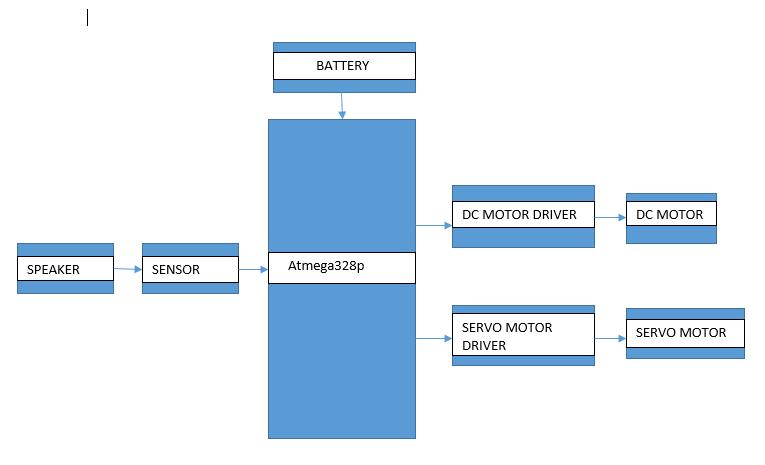 BATTERY
DC MOTOR DRIVER
DC MOTOR
SPEAKER
SENSOR
Atmega328p
SERVO MOTOR
DRIVER
SERVO MOTOR